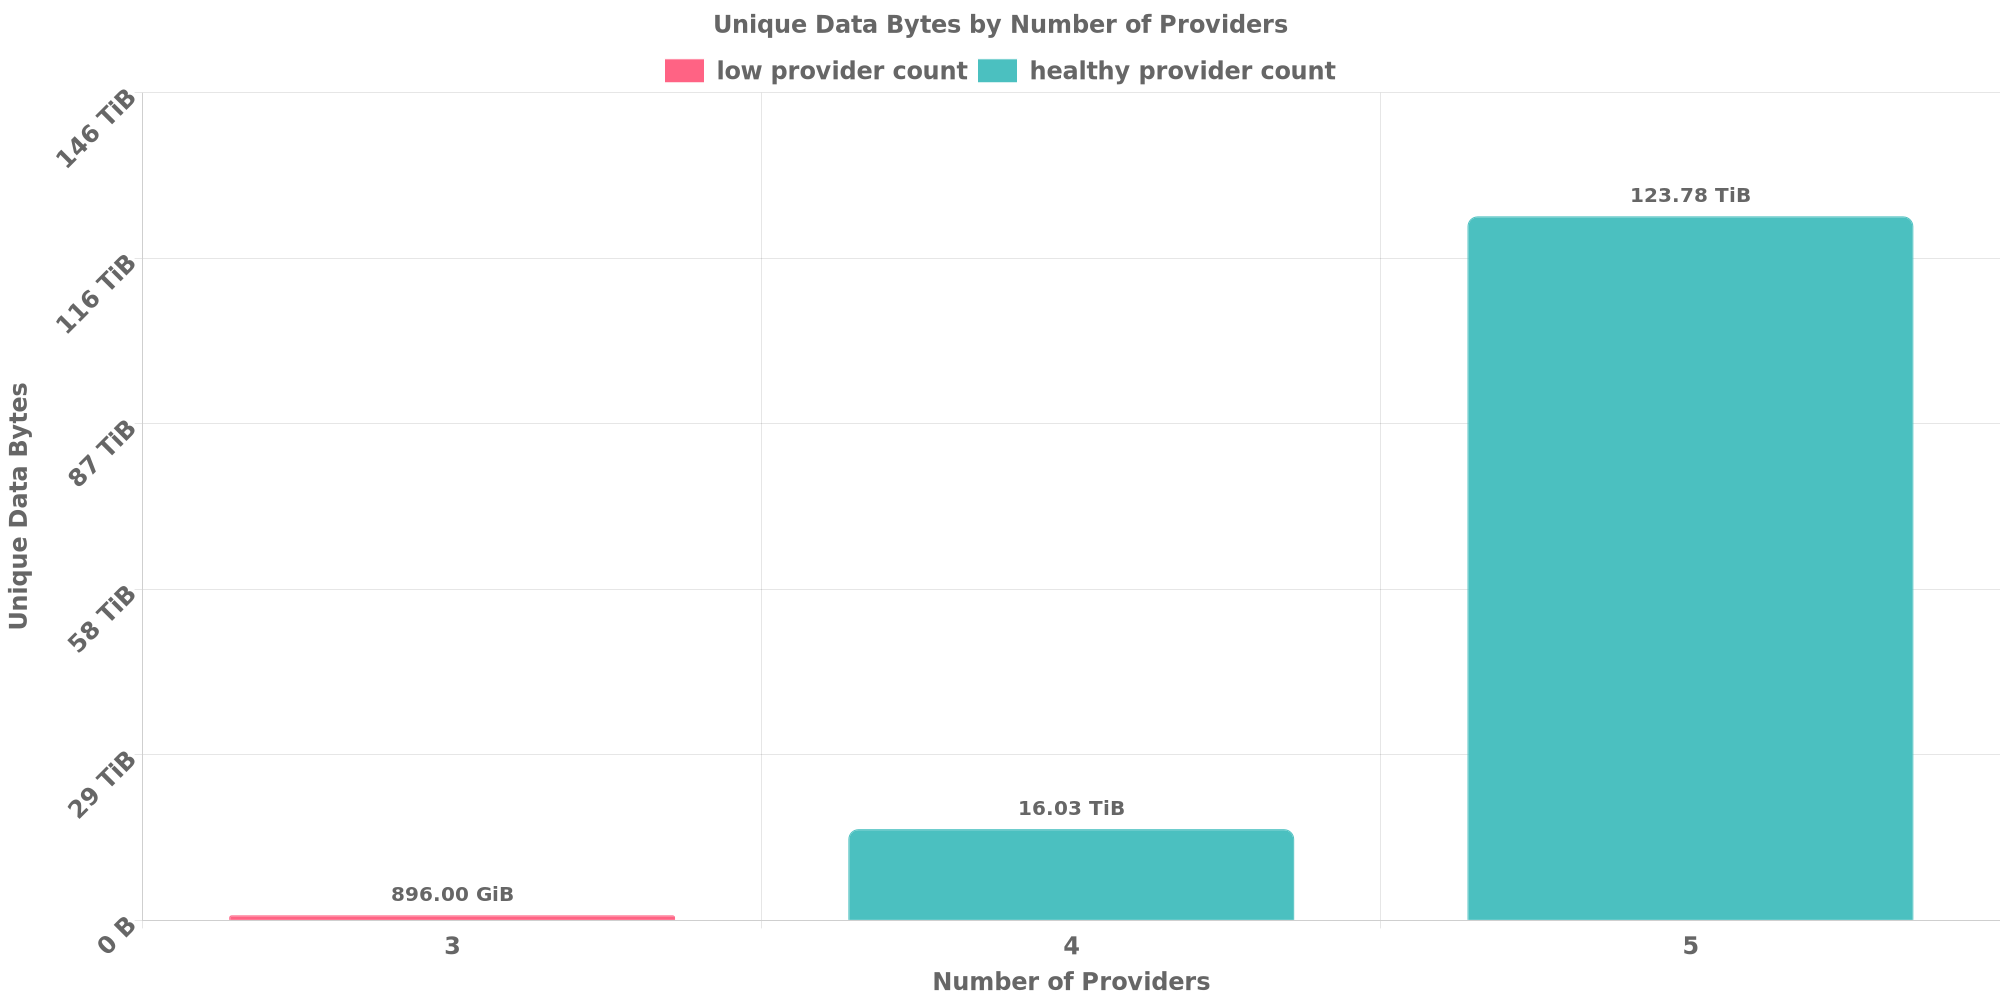 Unique Data Bytes by Number of Providers
low provider count healthy provider count
146 TiB
116 TiB
87 TiB
58 TiB
29 TiB
0 B
Unique Data Bytes
896.00 GiB
16.03 TiB
123.78 TiB
3 4 5
Number of Providers